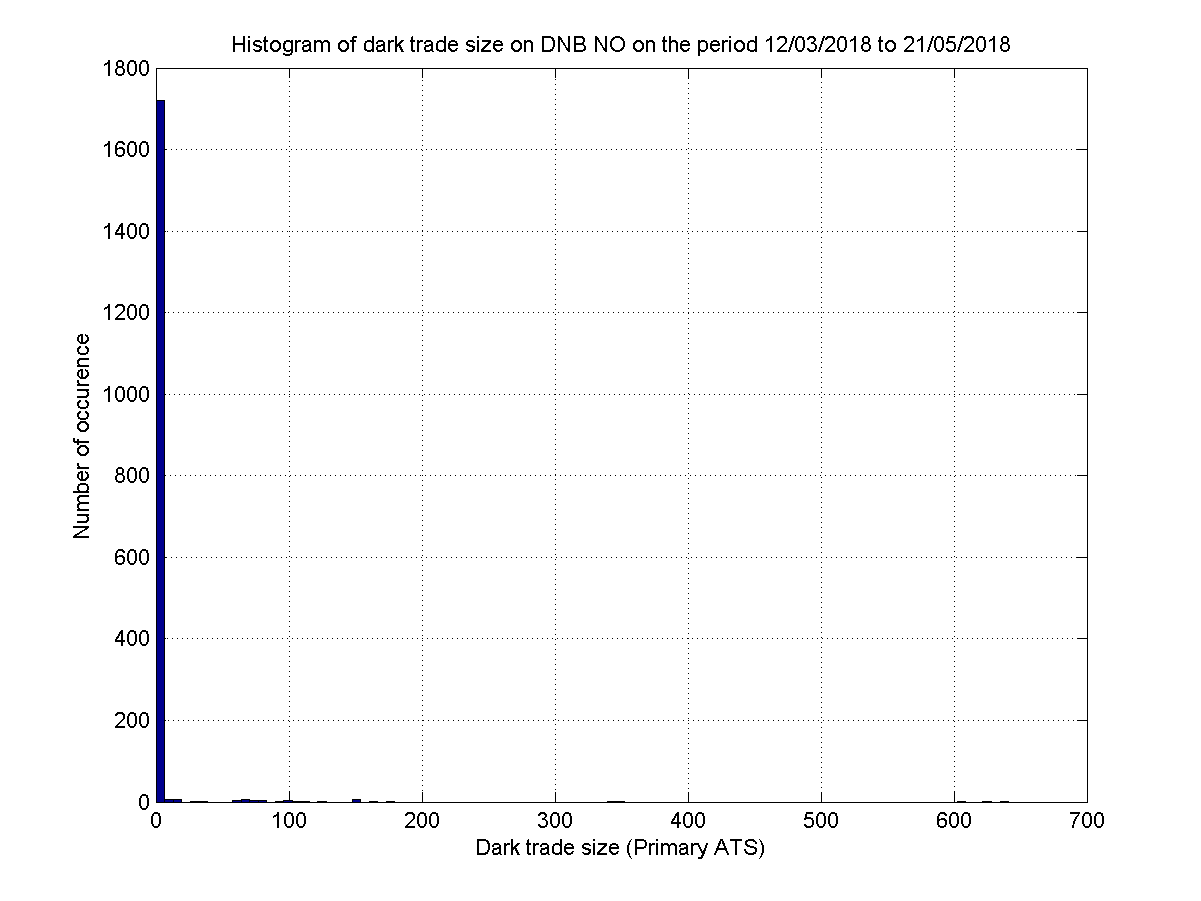 Histogram of dark trade size on DNB NO on the period 12/03/2018 to 21/05/2018
1800
1600
1400
1200
1000
800
600
400
200
0
Number of occurence
0 100 200 300 400 500 600 700
Dark trade size (Primary ATS)